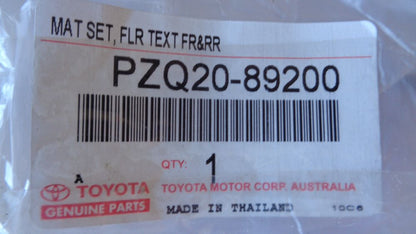 MAT SET, FLR TEXT FR&RR
PZQ20-89200
QTY: 1
A
TOYOTA TOYOTA MOTOR CORP. AUSTRALIA
GENUINE PARTS MADE IN THAILAND 10C6